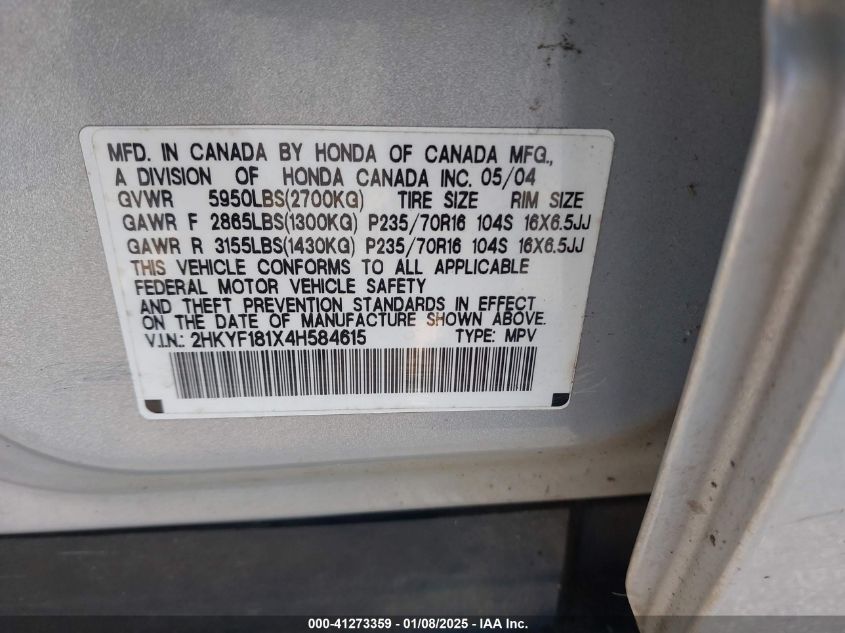 MFD. IN CANADA BY HONDA OF CANADA MFG.,
A DIVISION OF HONDA CANADA INC. 05/04
GVWR 5950LBS(2700KG) TIRE SIZE RIM SIZE
GAWR F 2865LBS(1300KG) P235/70R16 104S 16X6.5JJ
GAWR R 3155LBS(1430KG) P235/70R16 104S 16X6.5JJ
THIS VEHICLE CONFORMS TO ALL APPLICABLE
FEDERAL MOTOR VEHICLE SAFETY
AND THEFT PREVENTION STANDARDS IN EFFECT
ON THE DATE OF MANUFACTURE SHOWN ABOVE.
V.I.N.: 2HKYF181X4H584615 TYPE: MPV
000-41273359 - 01/08/2025 - www.IAAI.com